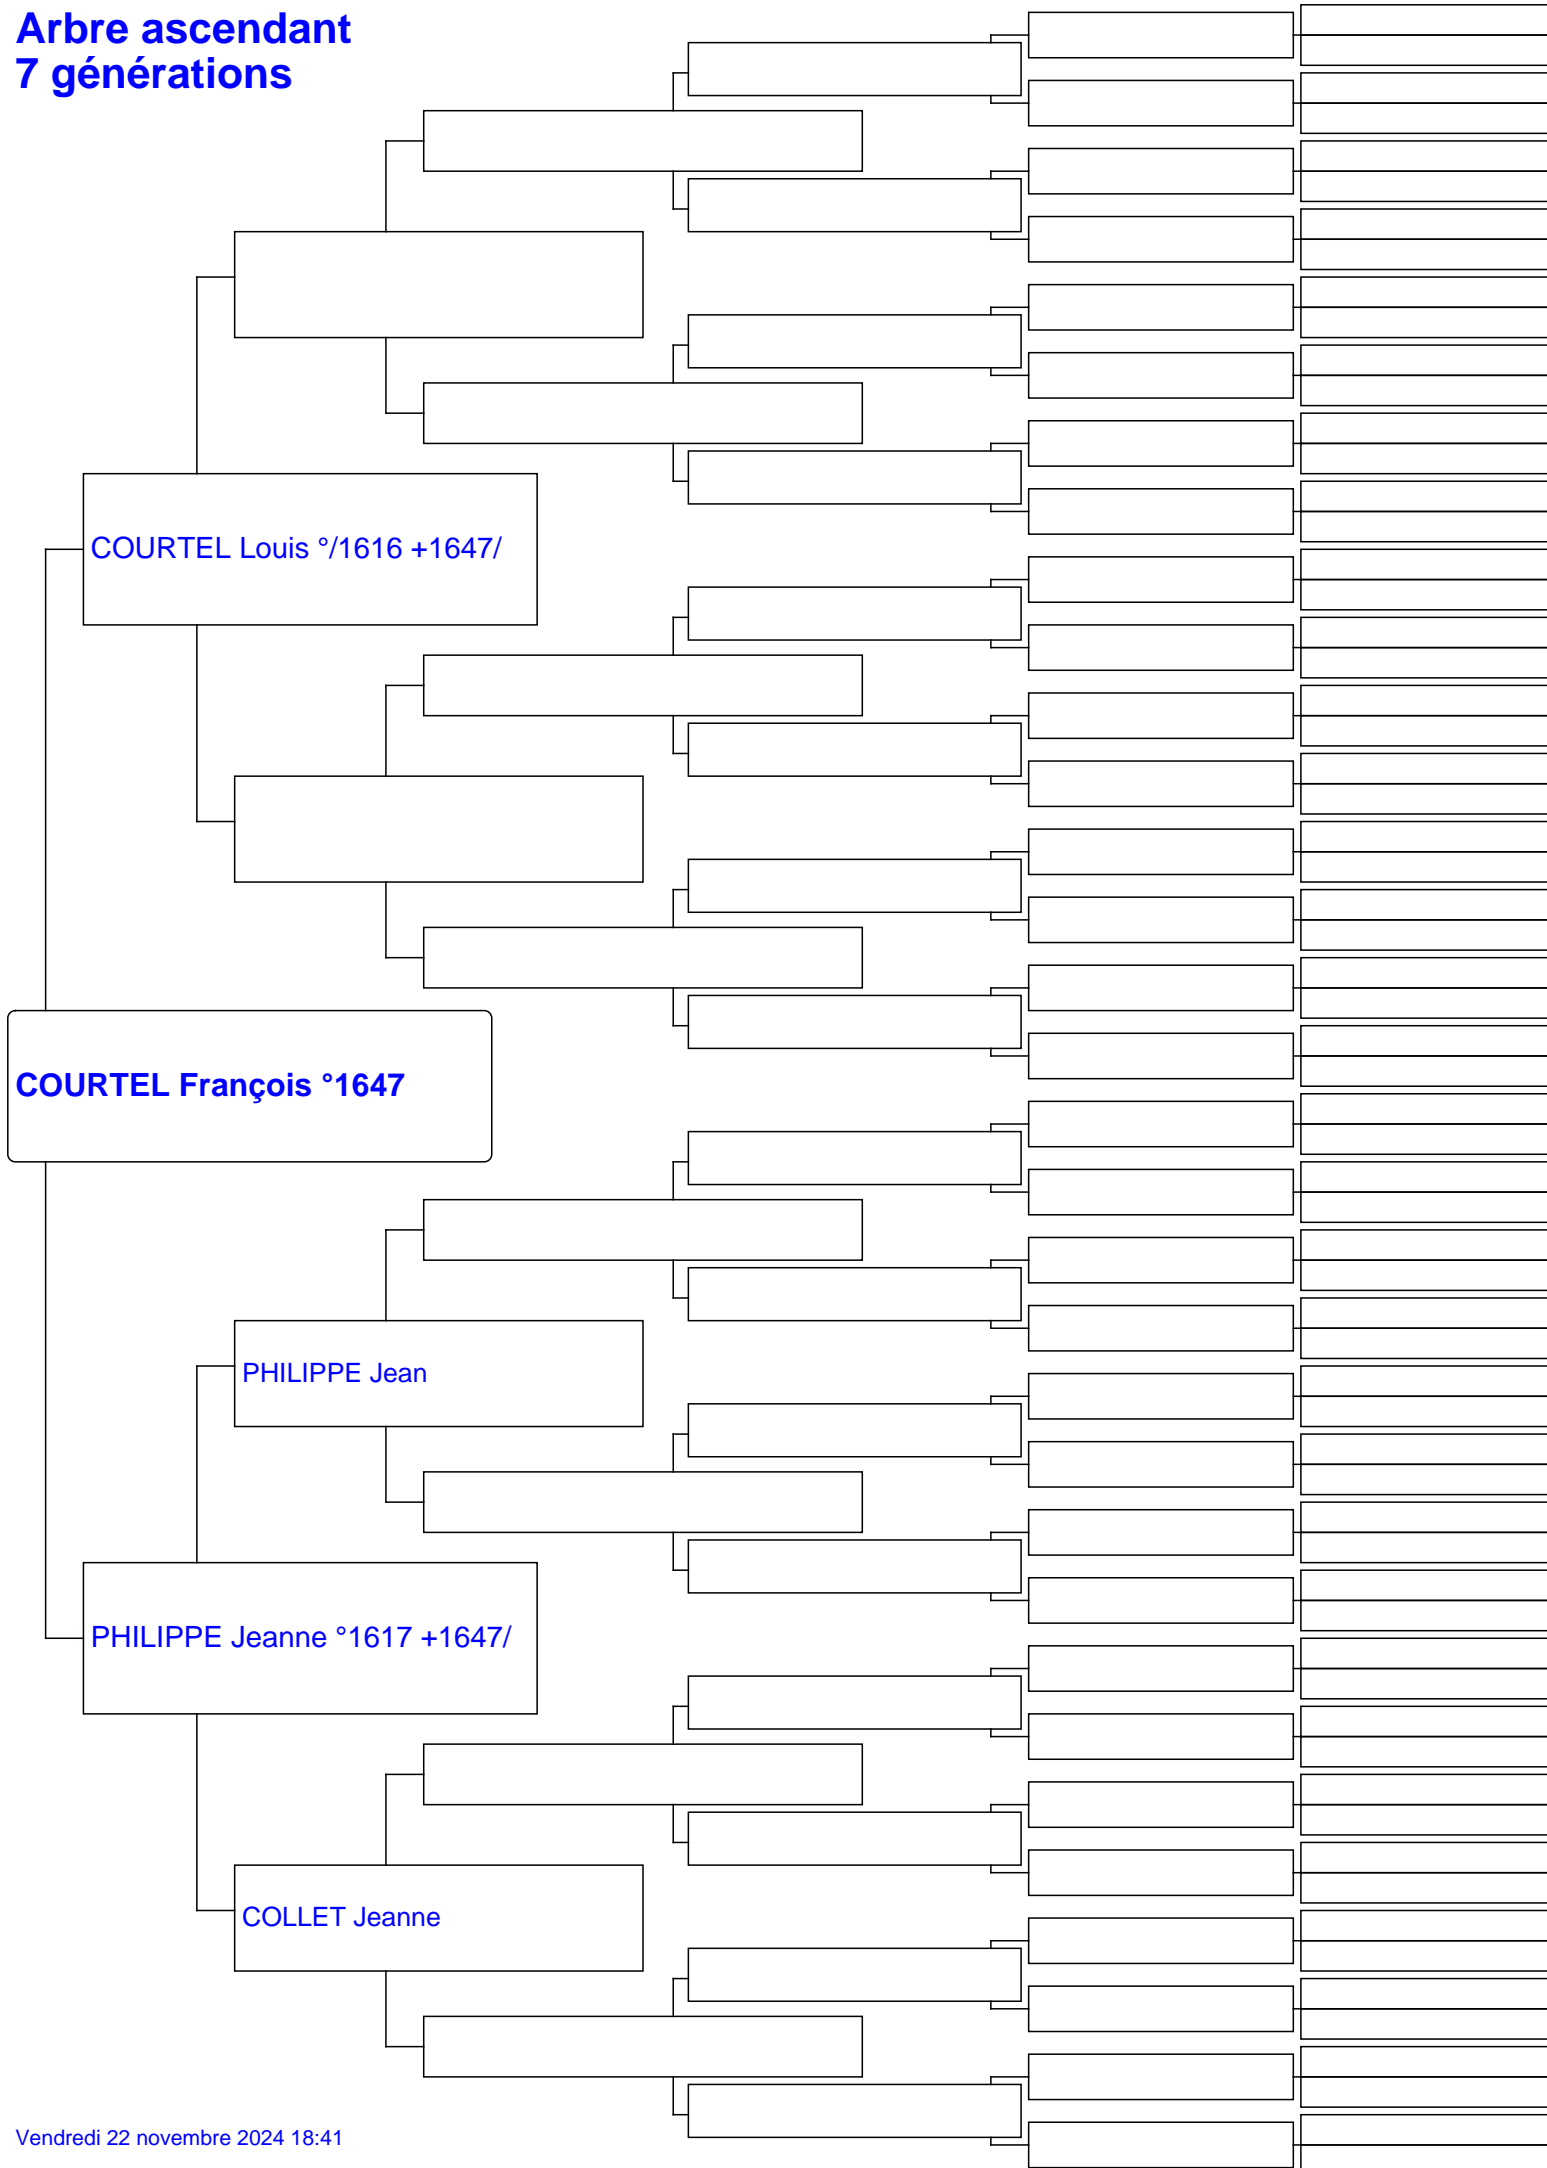 Arbre ascendant
7 générations
COURTEL Louis °/1616 +1647/
COURTEL François °1647
PHILIPPE Jean
PHILIPPE Jeanne °1617 +1647/
COLLET Jeanne
Vendredi 22 novembre 2024 18:41